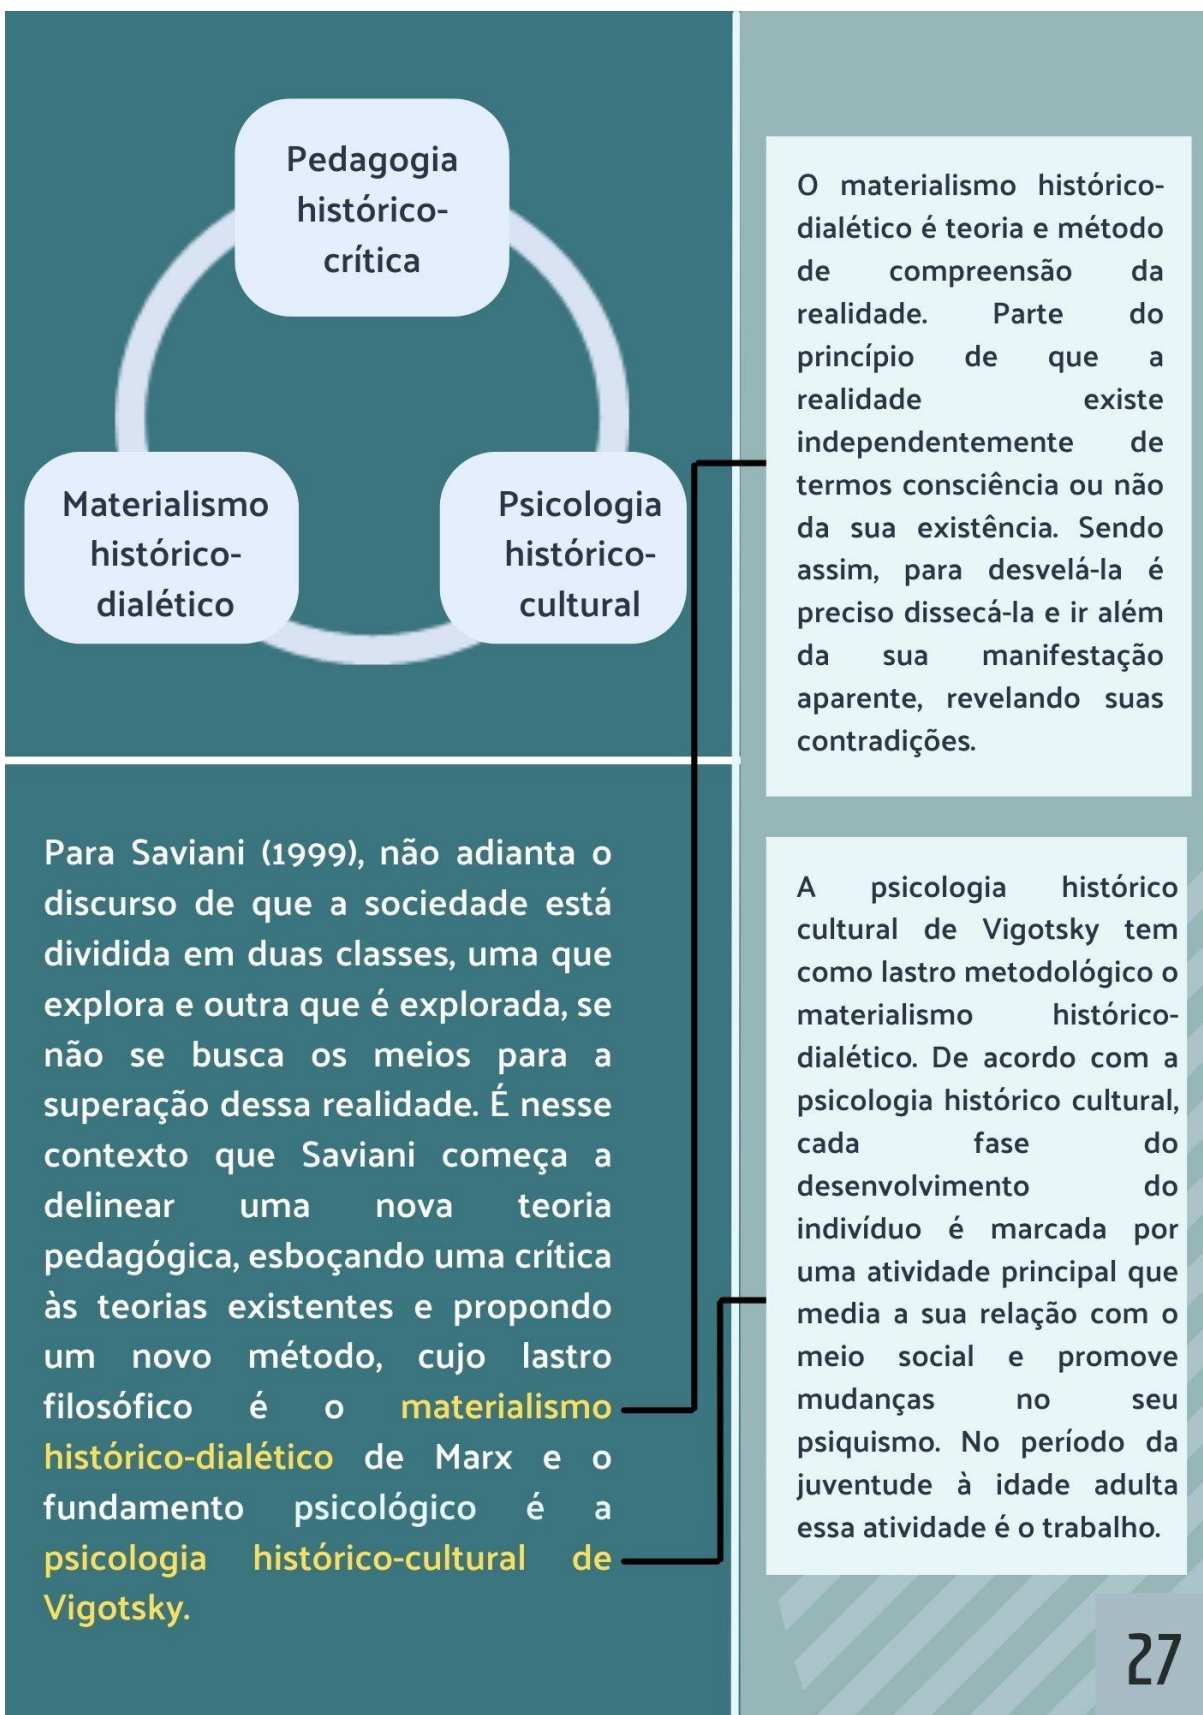 Pedagogia
histórico-
crítica
Materialismo
histórico-
dialético
Psicologia
histórico-
cultural
Para Saviani (1999), não adianta o
discurso de que a sociedade está
dividida em duas classes, uma que
explora e outra que é explorada, se
não se busca os meios para a
superação dessa realidade. É nesse
contexto que Saviani começa a
delinear uma nova teoria
pedagógica, esboçando uma crítica
às teorias existentes e propondo
um novo método, cujo lastro
filosófico é o materialismo
histórico-dialético de Marx e o
fundamento psicológico é a
psicologia histórico-cultural de
Vigotsky.
O materialismo histórico-
dialético é teoria e método
de compreensão da
realidade. Parte do
princípio de que a
realidade existe
independentemente de
termos consciência ou não
da sua existência. Sendo
assim, para desvelá-la é
preciso dissecá-la e ir além
da sua manifestação
aparente, revelando suas
contradições.
A psicologia histórico
cultural de Vigotsky tem
como lastro metodológico o
materialismo histórico-
dialético. De acordo com a
psicologia histórico cultural,
cada fase do
desenvolvimento do
indivíduo é marcada por
uma atividade principal que
media a sua relação com o
meio social e promove
mudanças no seu
psiquismo. No período da
juventude à idade adulta
essa atividade é o trabalho.
27